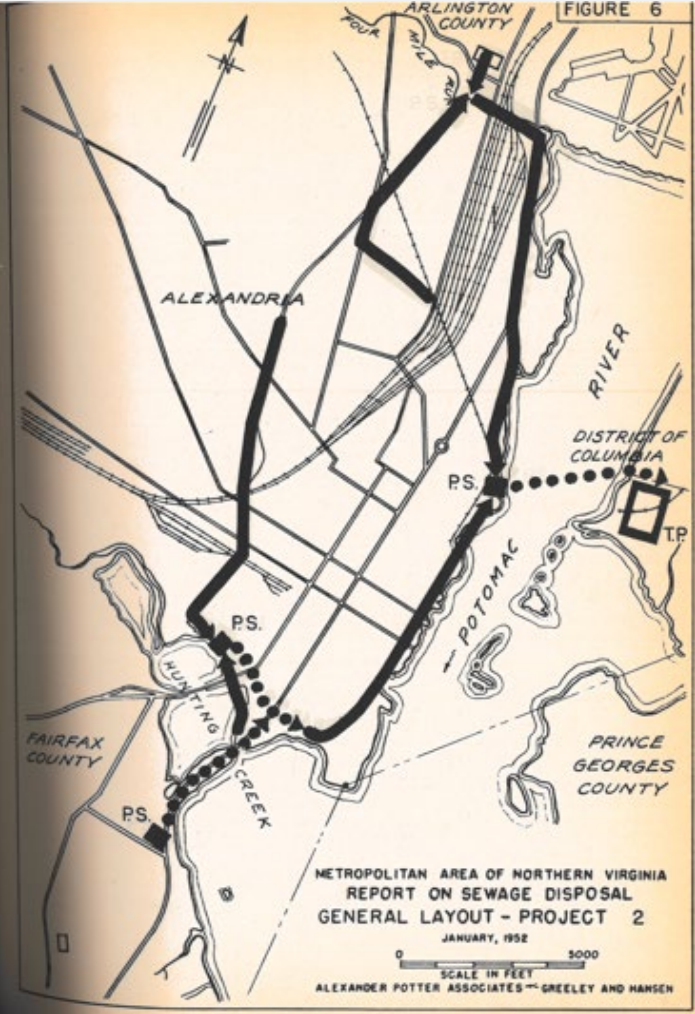 FIGURE 6
ARLINGTON
COUNTY
FOUR MILE RUN
N
ALEXANDRIA
RIVER
DISTRICT OF
COLUMBIA
P.S.
T.P.
POTOMAC
P.S.
HUNTING
CREEK
FAIRFAX
COUNTY
PRINCE
GEORGES
COUNTY
P.S.
METROPOLITAN AREA OF NORTHERN VIRGINIA
REPORT ON SEWAGE DISPOSAL
GENERAL LAYOUT - PROJECT 2
JANUARY, 1952
0 5000
SCALE IN FEET
ALEXANDER POTTER ASSOCIATES - GREELEY AND HANSEN